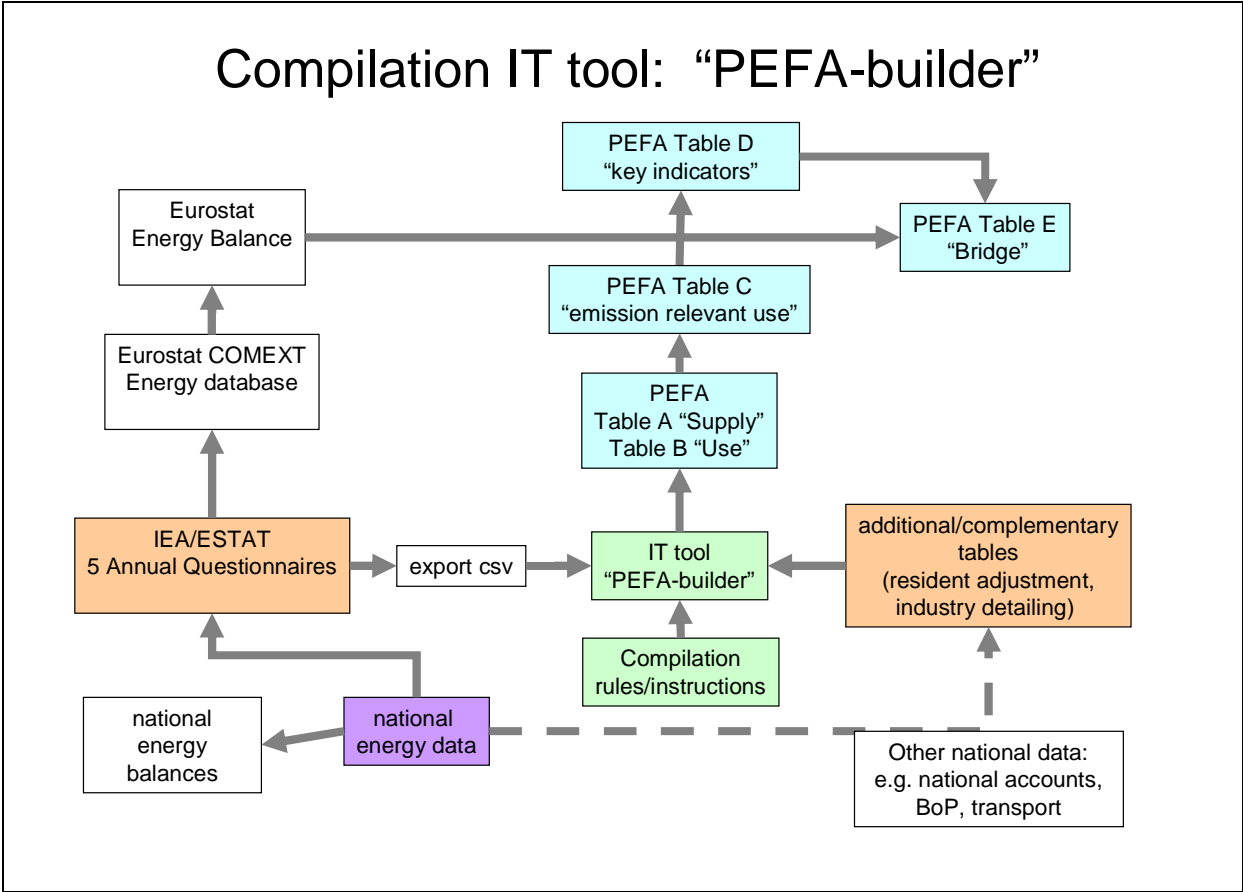 Compilation IT tool:  “PEFA-builder”
PEFA Table D
“key indicators”
Eurostat
Energy Balance
PEFA Table E
“Bridge”
PEFA Table C
“emission relevant use”
Eurostat COMEXT
Energy database
PEFA
Table A “Supply”
Table B “Use”
IEA/ESTAT
5 Annual Questionnaires
export csv
IT tool
“PEFA-builder”
additional/complementary
tables
(resident adjustment,
industry detailing)
Compilation
rules/instructions
national
energy
balances
national
energy data
Other national data:
e.g. national accounts,
BoP, transport